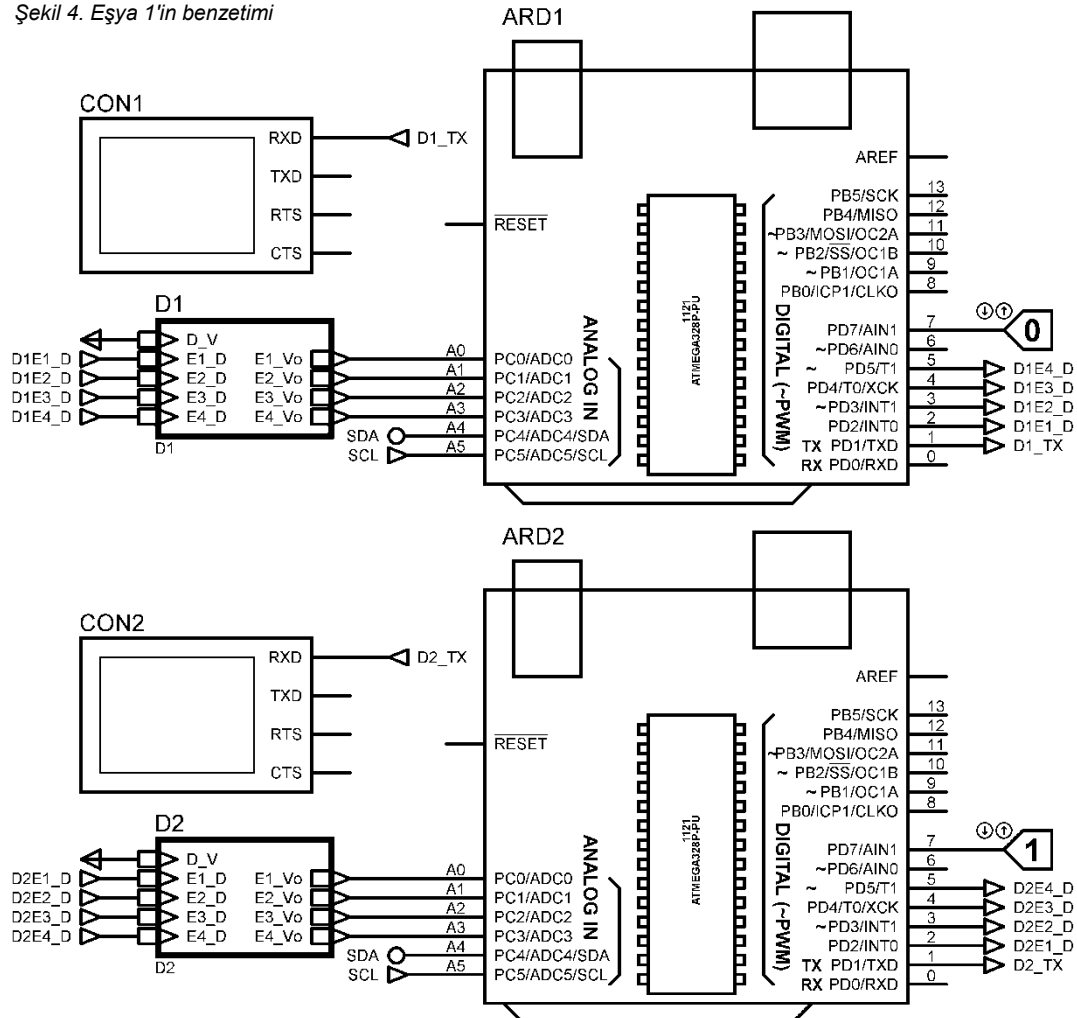 Şekil 4. Eşya 1'in benzetimi
ARD1
CON1
RXD
D1_TX
TXD
RTS
CTS
RESET
AREF
PB5/SCK 13
PB4/MISO 12
~PB3/MOSI/OC2A 11
~ PB2/SS/OC1B 10
~ PB1/OC1A 9
PB0/ICP1/CLKO 8
PD7/AIN1 7
0
~PD6/AIN0 6
~ PD5/T1 5 D1E4_D
PD4/T0/XCK 4 D1E3_D
~PD3/INT1 3 D1E2_D
PD2/INT0 2 D1E1_D
TX PD1/TXD 1 D1_TX
RX PD0/RXD 0
1121
ATMEGA328P-PU
DIGITAL (~PWM)
ANALOG IN
D1
D_V
D1E1_D E1_D E1_Vo A0 PC0/ADC0
D1E2_D E2_D E2_Vo A1 PC1/ADC1
D1E3_D E3_D E3_Vo A2 PC2/ADC2
D1E4_D E4_D E4_Vo A3 PC3/ADC3
SDA A4 PC4/ADC4/SDA
SCL A5 PC5/ADC5/SCL
D1
ARD2
CON2
RXD
D2_TX
TXD
RTS
CTS
RESET
AREF
PB5/SCK 13
PB4/MISO 12
~PB3/MOSI/OC2A 11
~ PB2/SS/OC1B 10
~ PB1/OC1A 9
PB0/ICP1/CLKO 8
PD7/AIN1 7
1
~PD6/AIN0 6
~ PD5/T1 5 D2E4_D
PD4/T0/XCK 4 D2E3_D
~PD3/INT1 3 D2E2_D
PD2/INT0 2 D2E1_D
TX PD1/TXD 1 D2_TX
RX PD0/RXD 0
1121
ATMEGA328P-PU
DIGITAL (~PWM)
ANALOG IN
D2
D_V
D2E1_D E1_D E1_Vo A0 PC0/ADC0
D2E2_D E2_D E2_Vo A1 PC1/ADC1
D2E3_D E3_D E3_Vo A2 PC2/ADC2
D2E4_D E4_D E4_Vo A3 PC3/ADC3
SDA A4 PC4/ADC4/SDA
SCL A5 PC5/ADC5/SCL
D2